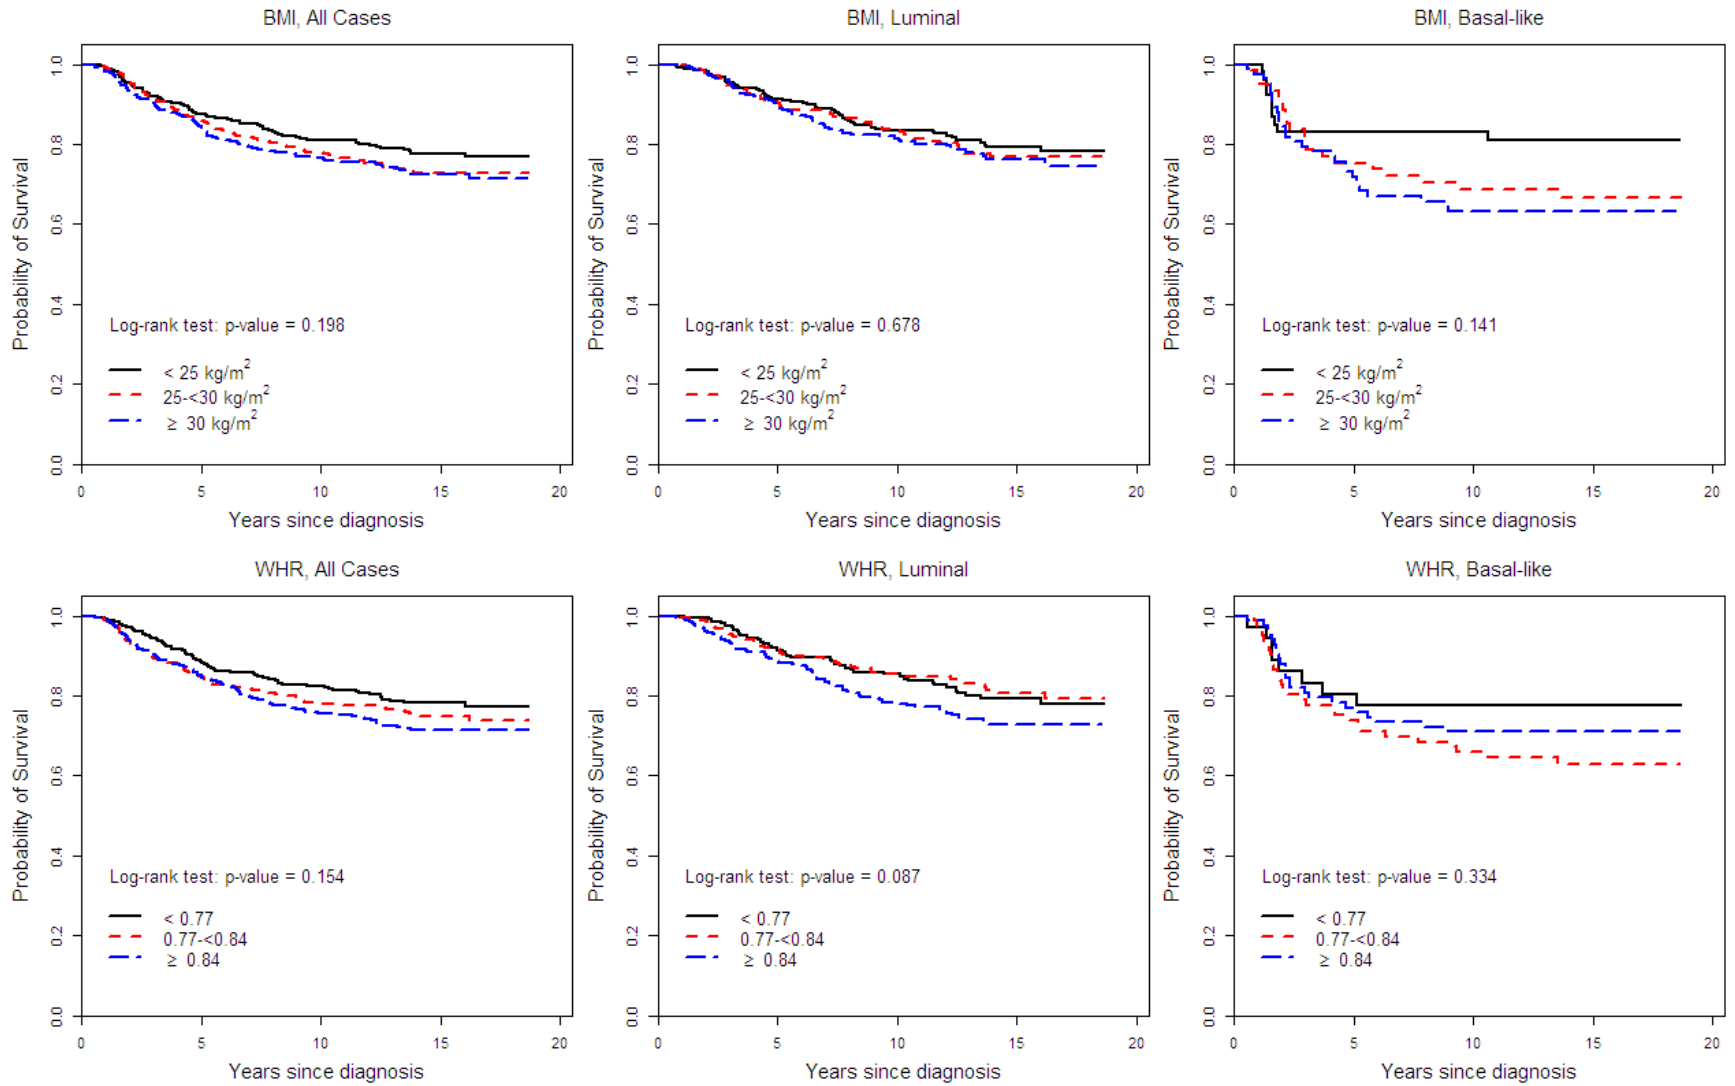 BMI, All Cases
Probability of Survival
1.0
0.8
0.6
0.4
0.2
0.0
Log-rank test: p-value = 0.198
< 25 kg/m²
25-<30 kg/m²
≥ 30 kg/m²
0 5 10 15 20
Years since diagnosis
BMI, Luminal
Probability of Survival
1.0
0.8
0.6
0.4
0.2
0.0
Log-rank test: p-value = 0.678
< 25 kg/m²
25-<30 kg/m²
≥ 30 kg/m²
0 5 10 15 20
Years since diagnosis
BMI, Basal-like
Probability of Survival
1.0
0.8
0.6
0.4
0.2
0.0
Log-rank test: p-value = 0.141
< 25 kg/m²
25-<30 kg/m²
≥ 30 kg/m²
0 5 10 15 20
Years since diagnosis
WHR, All Cases
Probability of Survival
1.0
0.8
0.6
0.4
0.2
0.0
Log-rank test: p-value = 0.154
< 0.77
0.77-<0.84
≥ 0.84
0 5 10 15 20
Years since diagnosis
WHR, Luminal
Probability of Survival
1.0
0.8
0.6
0.4
0.2
0.0
Log-rank test: p-value = 0.087
< 0.77
0.77-<0.84
≥ 0.84
0 5 10 15 20
Years since diagnosis
WHR, Basal-like
Probability of Survival
1.0
0.8
0.6
0.4
0.2
0.0
Log-rank test: p-value = 0.334
< 0.77
0.77-<0.84
≥ 0.84
0 5 10 15 20
Years since diagnosis